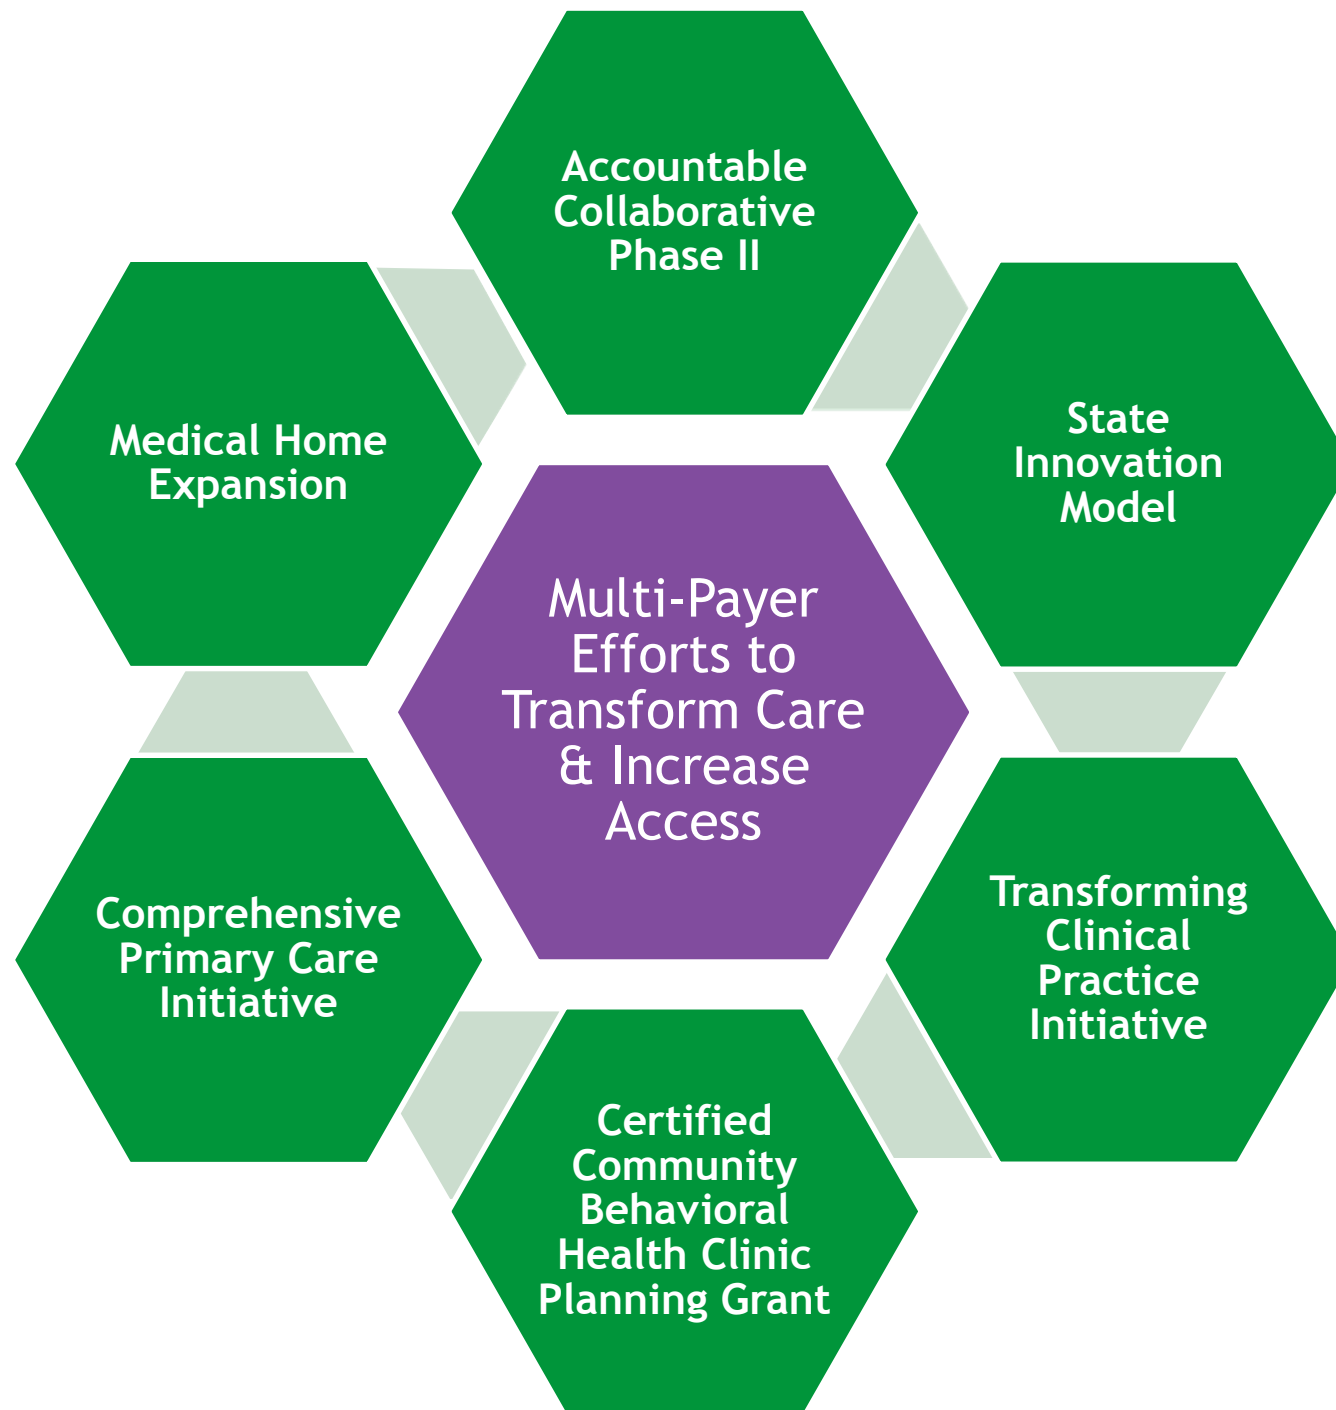 Accountable
Collaborative
Phase II
Medical Home
Expansion
State
Innovation
Model
Multi-Payer
Efforts to
Transform Care
& Increase
Access
Comprehensive
Primary Care
Initiative
Transforming
Clinical
Practice
Initiative
Certified
Community
Behavioral
Health Clinic
Planning Grant